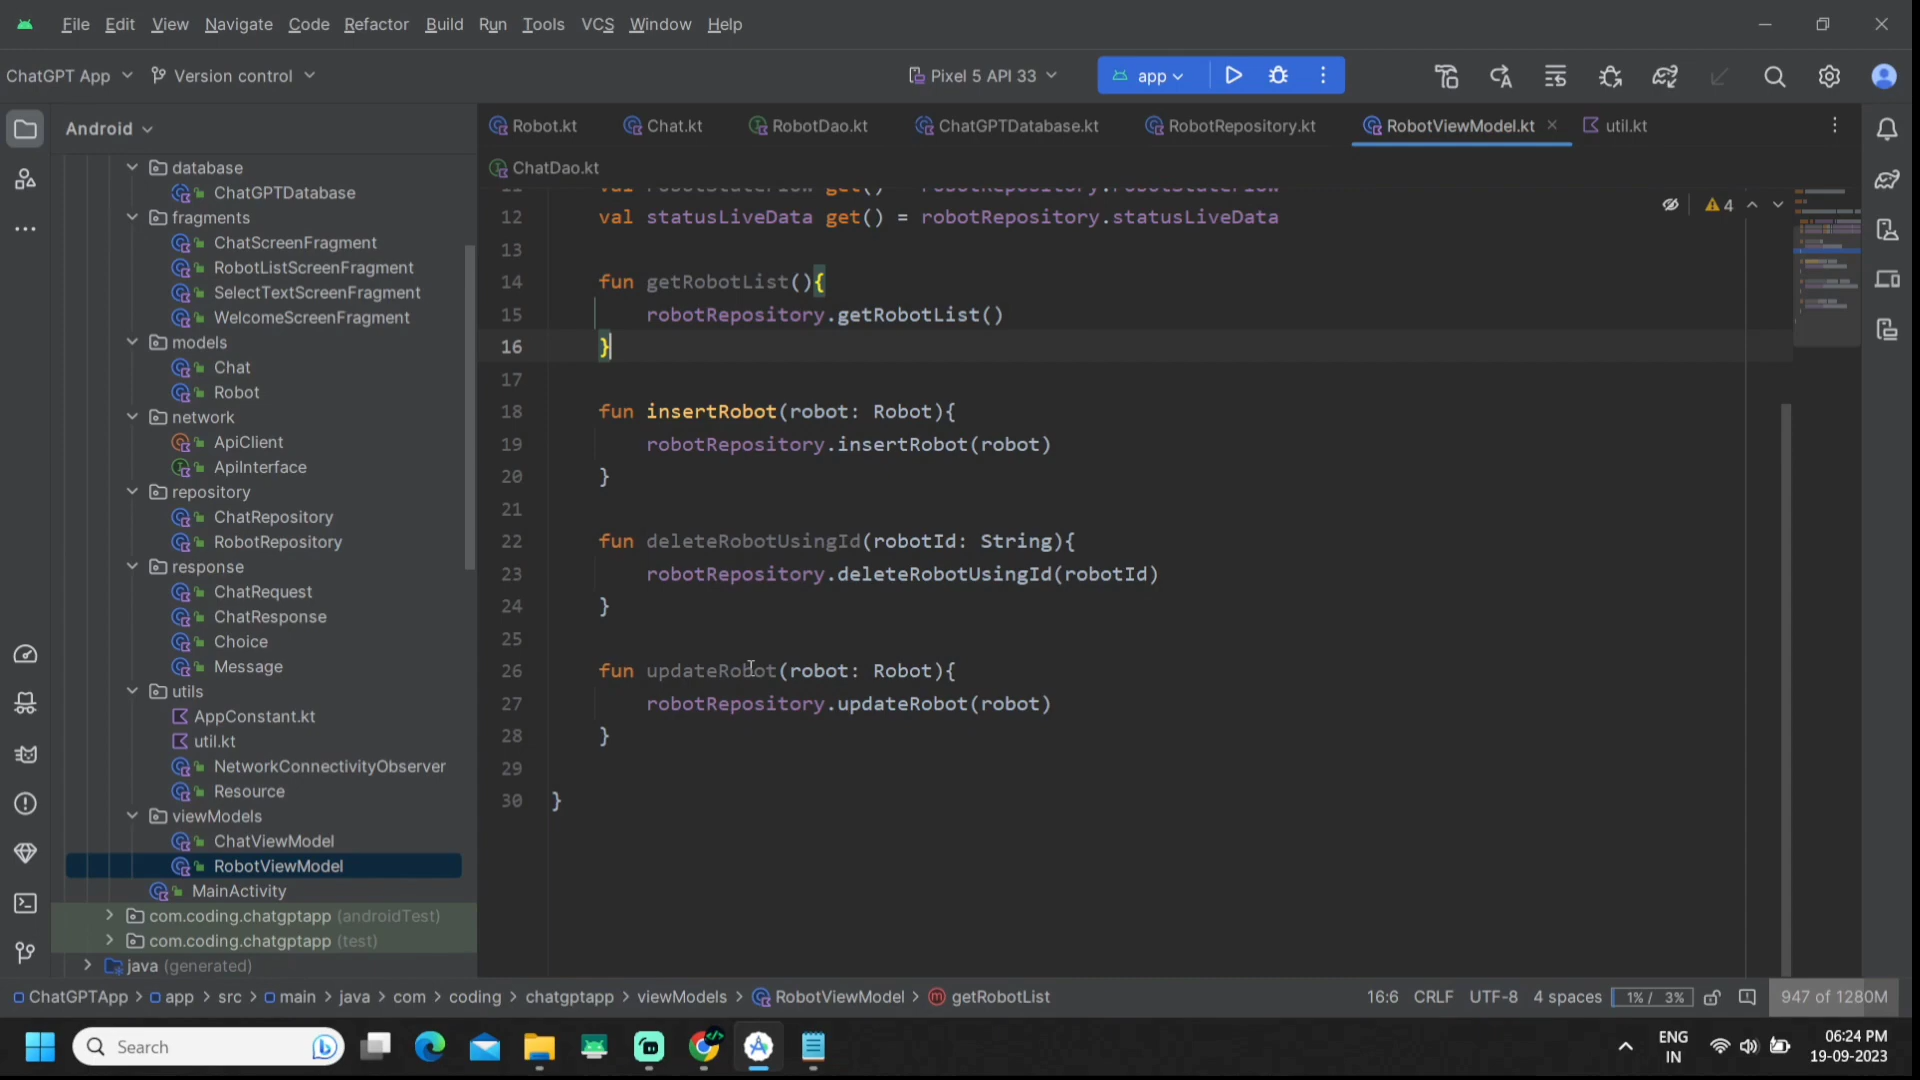 File Edit View Navigate Code Refactor Build Run Tools VCS Window Help
ChatGPT App Version control Pixel 5 API 33 app
Android
Robot.kt Chat.kt RobotDao.kt ChatGPTDatabase.kt RobotRepository.kt RobotViewModel.kt util.kt
ChatDao.kt
database
ChatGPTDatabase
fragments
ChatScreenFragment
RobotListScreenFragment
SelectTextScreenFragment
WelcomeScreenFragment
models
Chat
Robot
network
ApiClient
ApiInterface
repository
ChatRepository
RobotRepository
response
ChatRequest
ChatResponse
Choice
Message
utils
AppConstant.kt
util.kt
NetworkConnectivityObserver
Resource
viewModels
ChatViewModel
RobotViewModel
MainActivity
com.coding.chatgptapp (androidTest)
com.coding.chatgptapp (test)
java (generated)
11 val robotStateFlow get() = robotRepository.robotStateFlow
12 val statusLiveData get() = robotRepository.statusLiveData
13
14 fun getRobotList(){
15 robotRepository.getRobotList()
16 }
17
18 fun insertRobot(robot: Robot){
19 robotRepository.insertRobot(robot)
20 }
21
22 fun deleteRobotUsingId(robotId: String){
23 robotRepository.deleteRobotUsingId(robotId)
24 }
25
26 fun updateRobot(robot: Robot){
27 robotRepository.updateRobot(robot)
28 }
29
30 }
4
ChatGPTApp > app > src > main > java > com > coding > chatgptapp > viewModels > RobotViewModel > getRobotList 16:6 CRLF UTF-8 4 spaces 1% / 3% 947 of 1280M
Search
ENG
IN
06:24 PM
19-09-2023